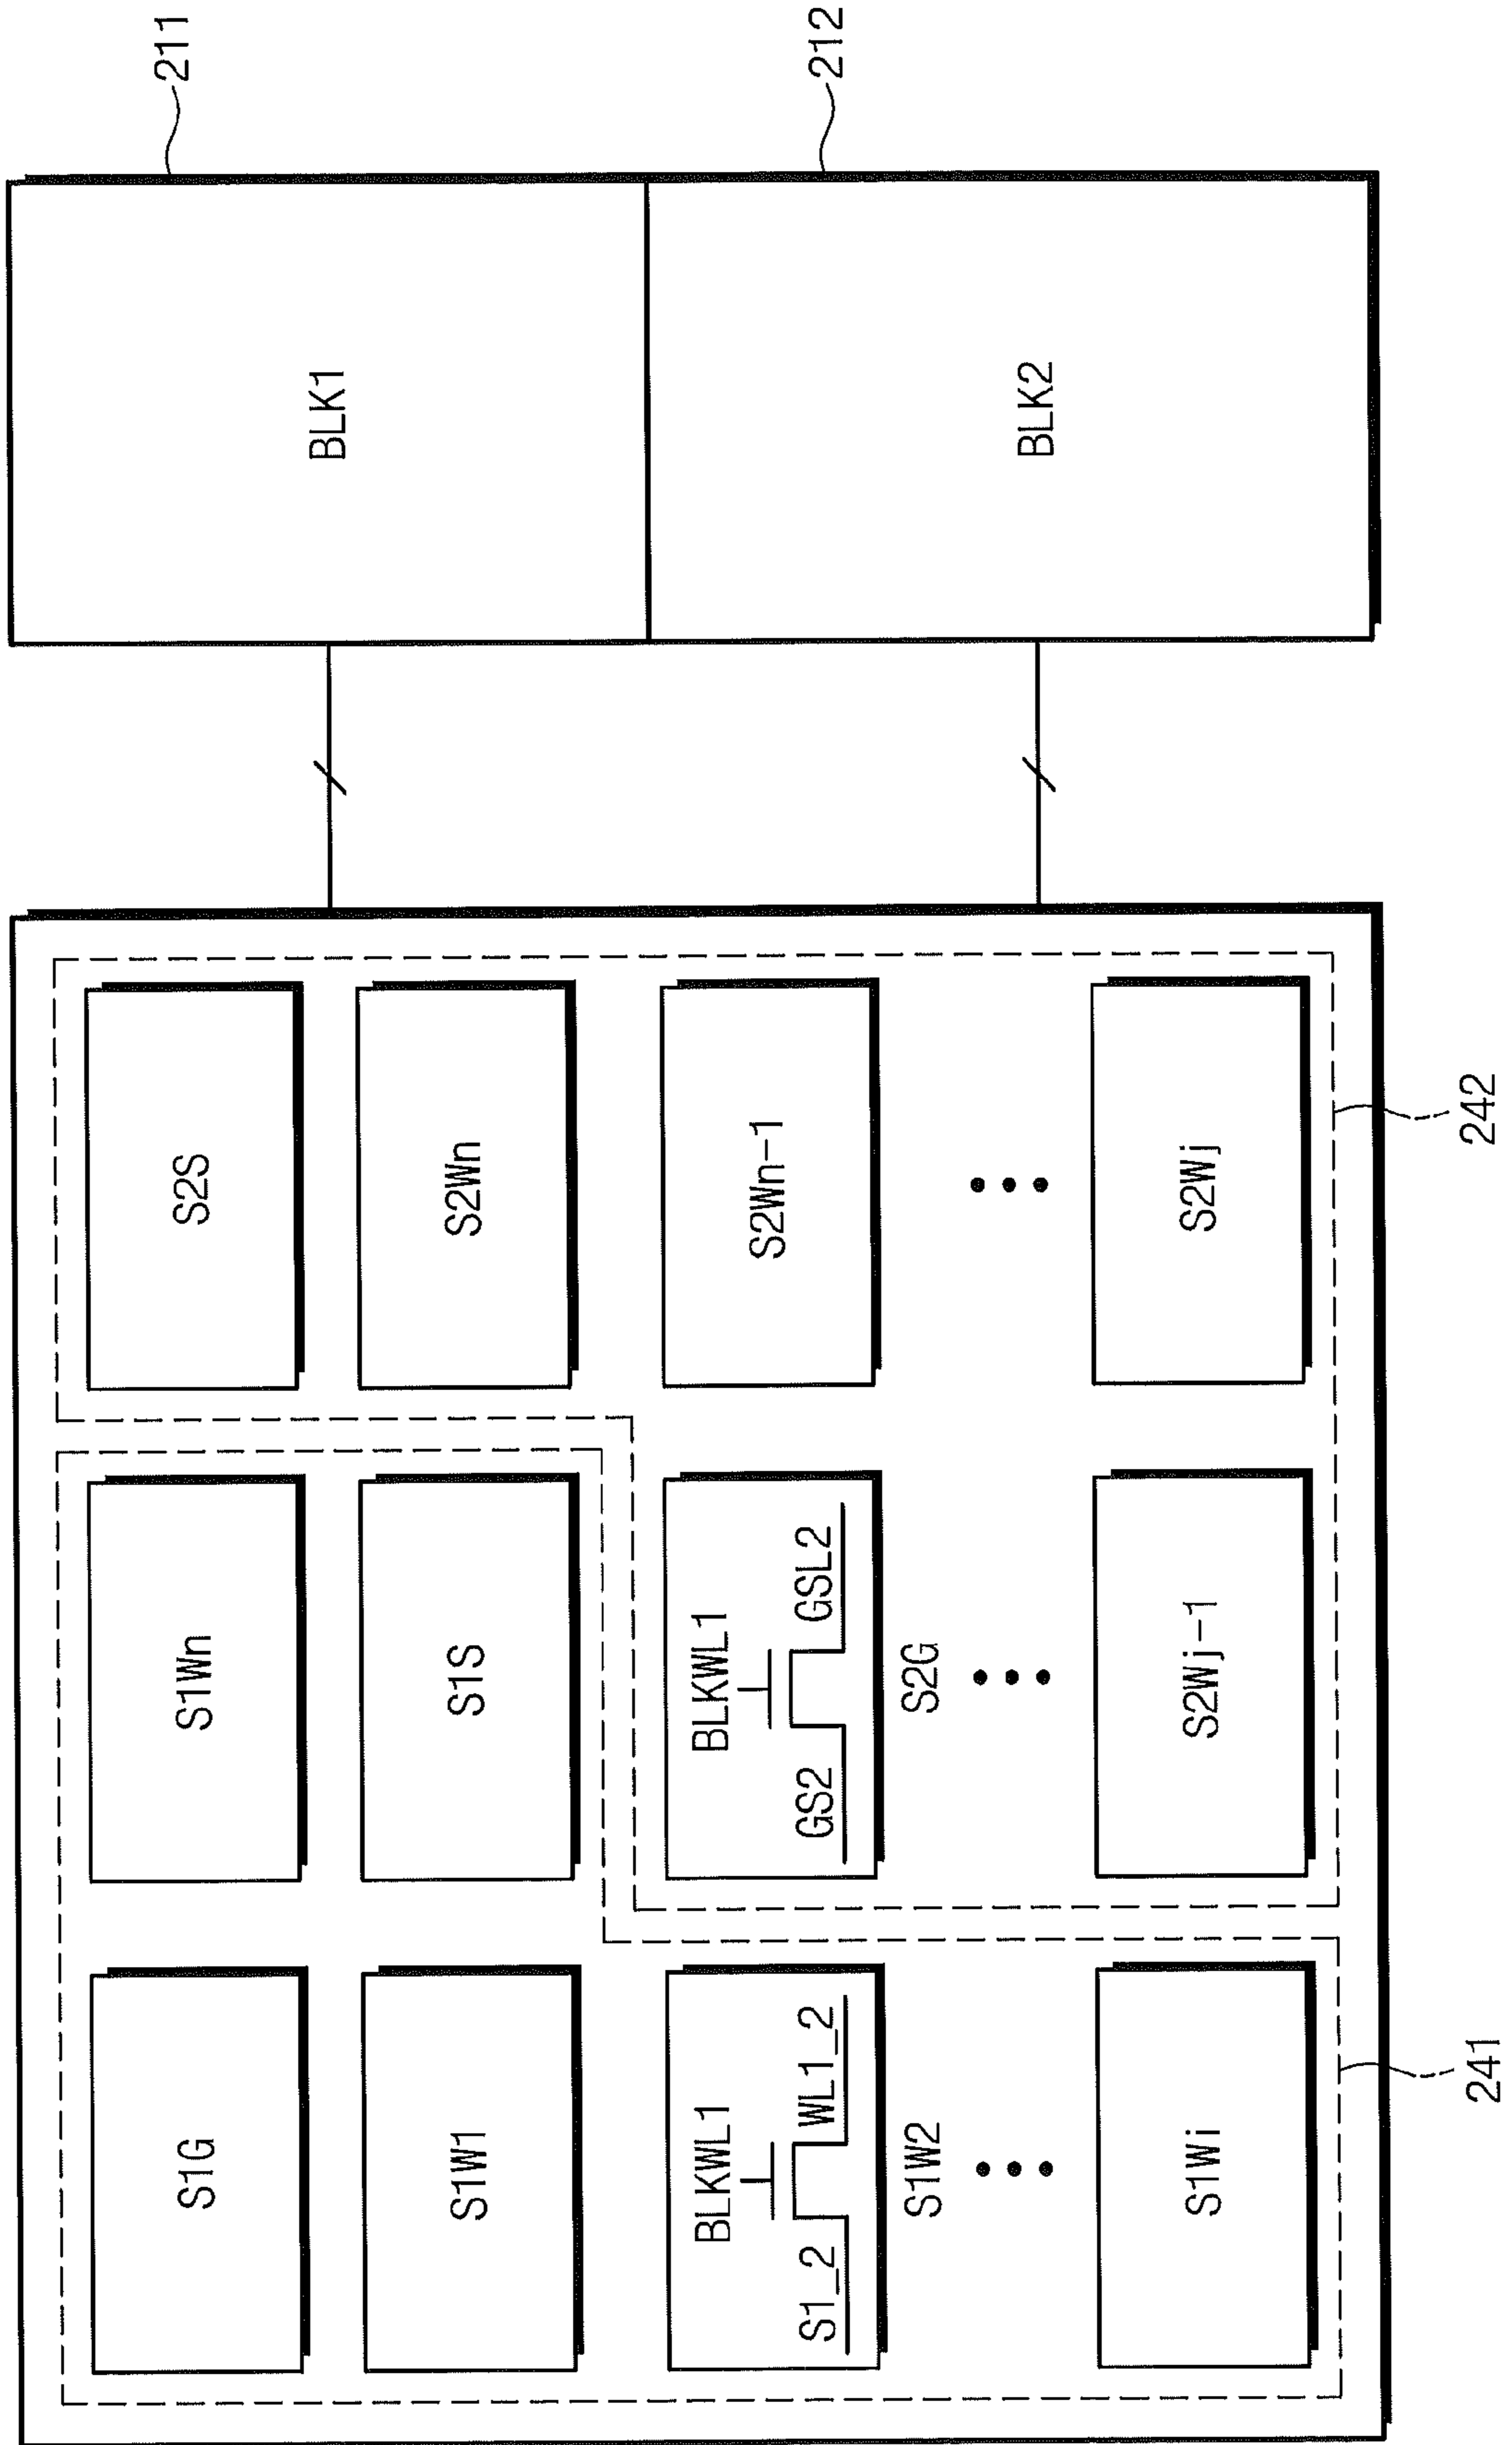 211
212
BLK1
BLK2
S1G
S1Wn
S2S
S1W1
S1S
S2Wn
BLKWL1
S1_2
WL1_2
S1W2
BLKWL1
GS2
GSL2
S2G
S2Wn-1
S1Wi
S2Wj-1
S2Wj
241
242